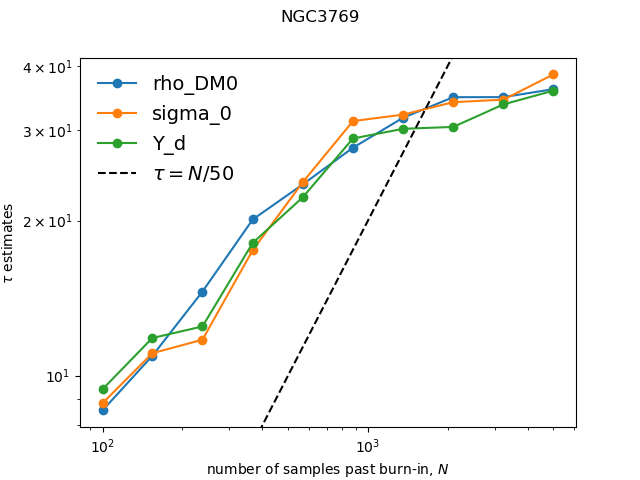 NGC3769
4 × 10¹
3 × 10¹
2 × 10¹
10¹
τ estimates
rho_DM0
sigma_0
Y_d
τ = N/50
10² 10³
number of samples past burn-in, N